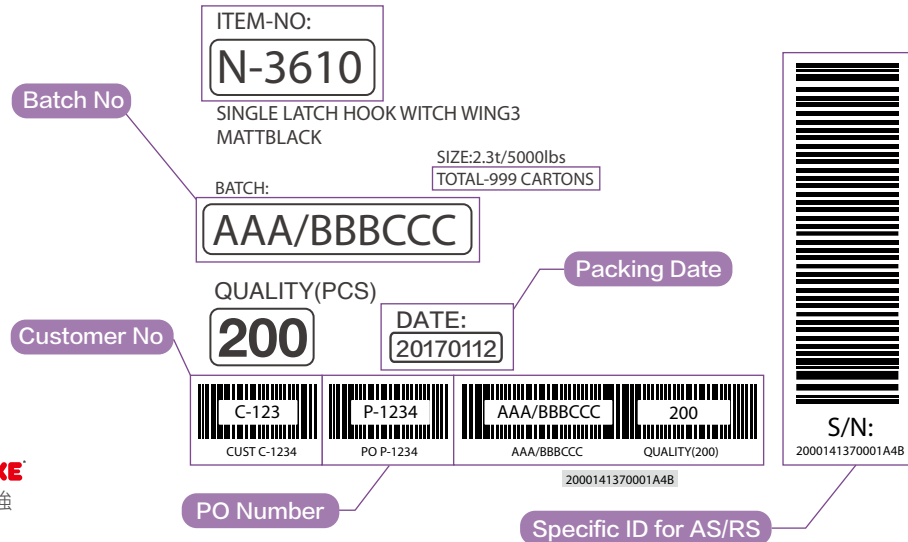 ITEM-NO:
N-3610
Batch No
SINGLE LATCH HOOK WITCH WING3
MATTBLACK
SIZE:2.3t/5000lbs
TOTAL-999 CARTONS
BATCH:
AAA/BBBCCC
Packing Date
QUALITY(PCS)
200
DATE:
20170112
Customer No
C-123
P-1234
AAA/BBBCCC
200
CUST C-1234
PO P-1234
AAA/BBBCCC
QUALITY(200)
S/N:
2000141370001A4B
2000141370001A4B
KE
強
PO Number
Specific ID for AS/RS